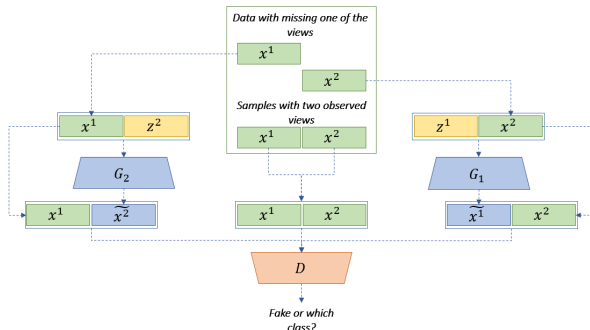 Data with missing one of the
views
x¹
x²
Samples with two observed
views
x¹ x²
x¹ z²
z¹ x²
G₂
G₁
x¹ x̃²
x¹ x²
x̃¹ x²
D
Fake or which
class?